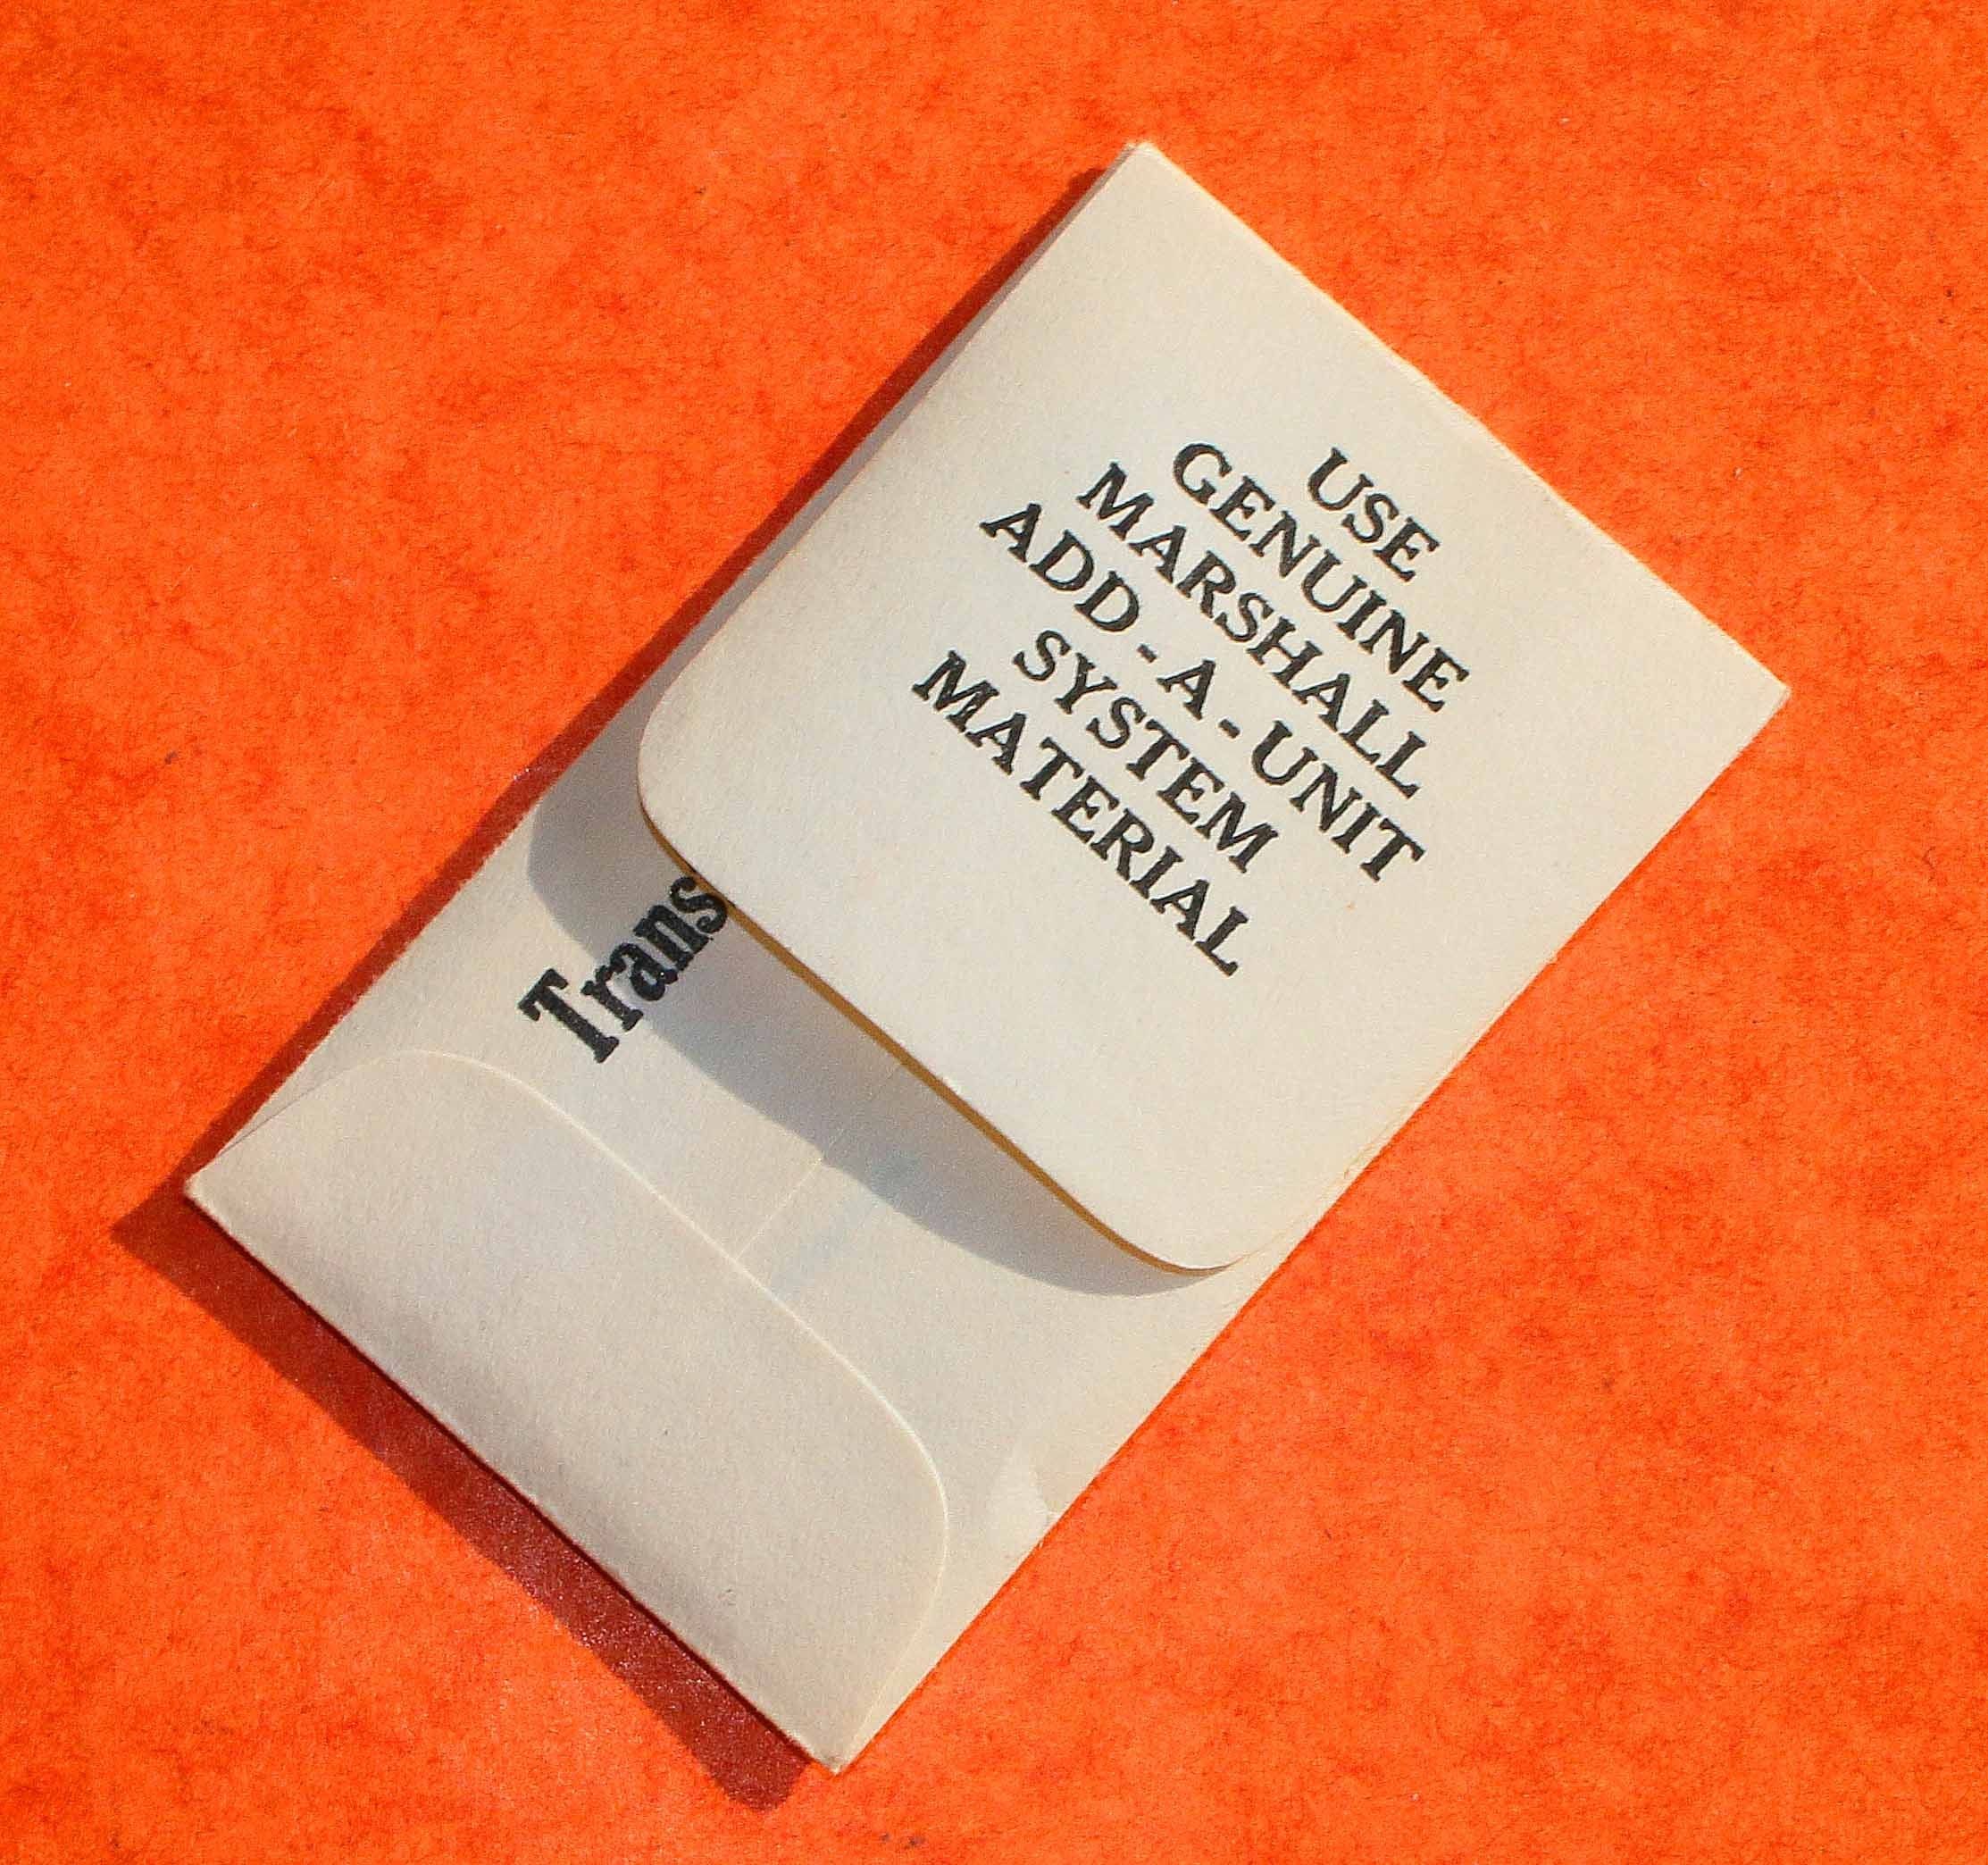 USE
GENUINE
MARSHALL
ADD-A-UNIT
SYSTEM
MATERIAL
Trans